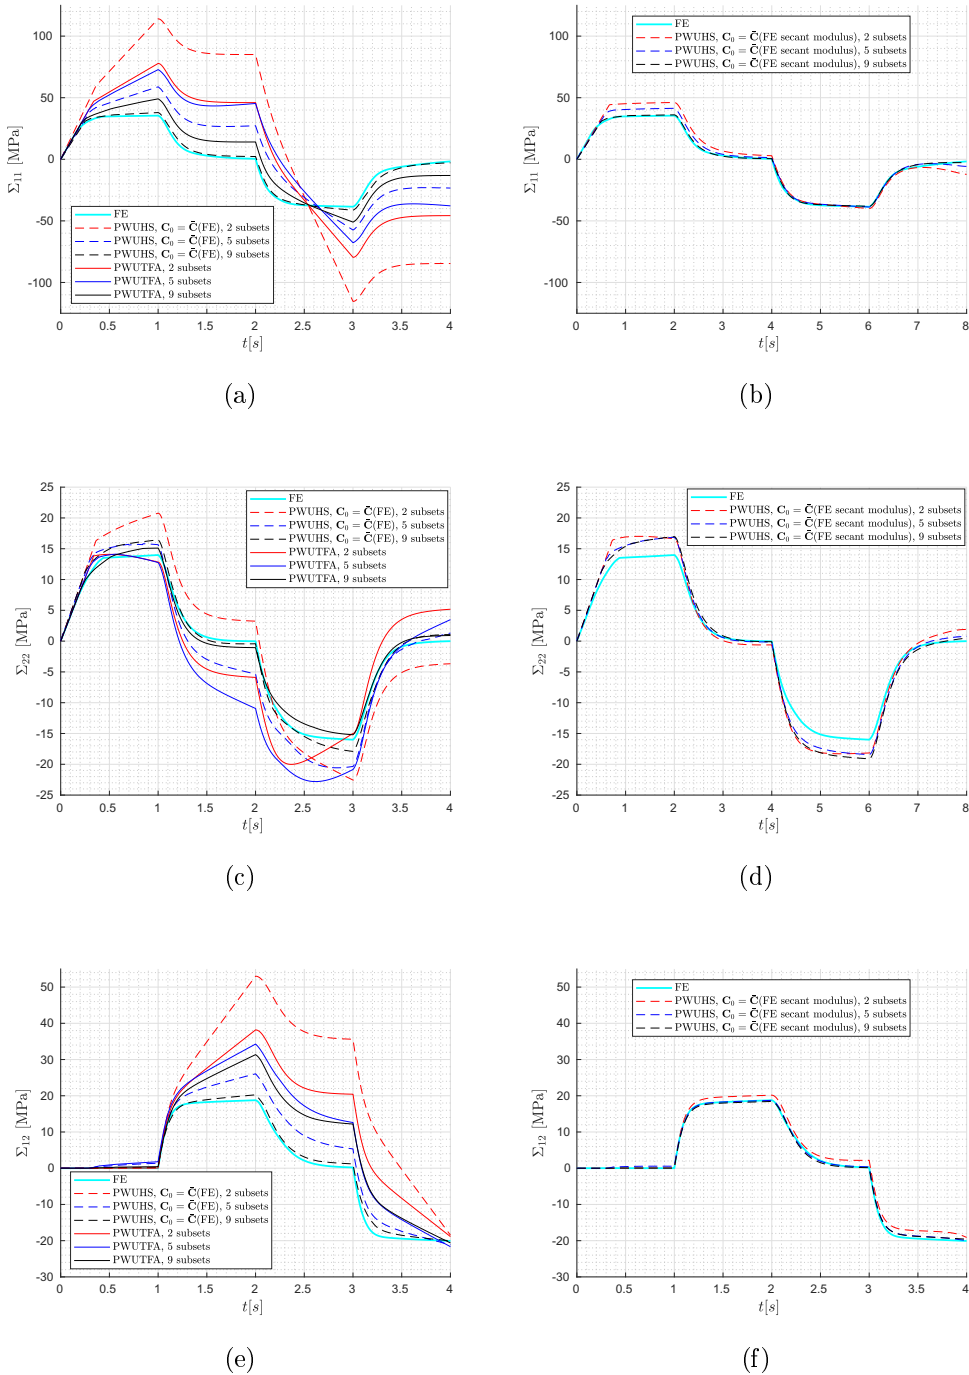 100
50
0
-50
-100
Σ11 [MPa]
FE
PWUHS, C0 = C̄(FE), 2 subsets
PWUHS, C0 = C̄(FE), 5 subsets
PWUHS, C0 = C̄(FE), 9 subsets
PWUTFA, 2 subsets
PWUTFA, 5 subsets
PWUTFA, 9 subsets
0 0.5 1 1.5 2 2.5 3 3.5 4
t[s]
(a)
100
50
0
-50
-100
Σ11 [MPa]
FE
PWUHS, C0 = C̄(FE secant modulus), 2 subsets
PWUHS, C0 = C̄(FE secant modulus), 5 subsets
PWUHS, C0 = C̄(FE secant modulus), 9 subsets
0 1 2 3 4 5 6 7 8
t[s]
(b)
25
20
15
10
5
0
-5
-10
-15
-20
-25
Σ22 [MPa]
FE
PWUHS, C0 = C̄(FE), 2 subsets
PWUHS, C0 = C̄(FE), 5 subsets
PWUHS, C0 = C̄(FE), 9 subsets
PWUTFA, 2 subsets
PWUTFA, 5 subsets
PWUTFA, 9 subsets
0 0.5 1 1.5 2 2.5 3 3.5 4
t[s]
(c)
25
20
15
10
5
0
-5
-10
-15
-20
-25
Σ22 [MPa]
FE
PWUHS, C0 = C̄(FE secant modulus), 2 subsets
PWUHS, C0 = C̄(FE secant modulus), 5 subsets
PWUHS, C0 = C̄(FE secant modulus), 9 subsets
0 1 2 3 4 5 6 7 8
t[s]
(d)
50
40
30
20
10
0
-10
-20
-30
Σ12 [MPa]
FE
PWUHS, C0 = C̄(FE), 2 subsets
PWUHS, C0 = C̄(FE), 5 subsets
PWUHS, C0 = C̄(FE), 9 subsets
PWUTFA, 2 subsets
PWUTFA, 5 subsets
PWUTFA, 9 subsets
0 0.5 1 1.5 2 2.5 3 3.5 4
t[s]
(e)
50
40
30
20
10
0
-10
-20
-30
Σ12 [MPa]
FE
PWUHS, C0 = C̄(FE secant modulus), 2 subsets
PWUHS, C0 = C̄(FE secant modulus), 5 subsets
PWUHS, C0 = C̄(FE secant modulus), 9 subsets
0 0.5 1 1.5 2 2.5 3 3.5 4
t[s]
(f)